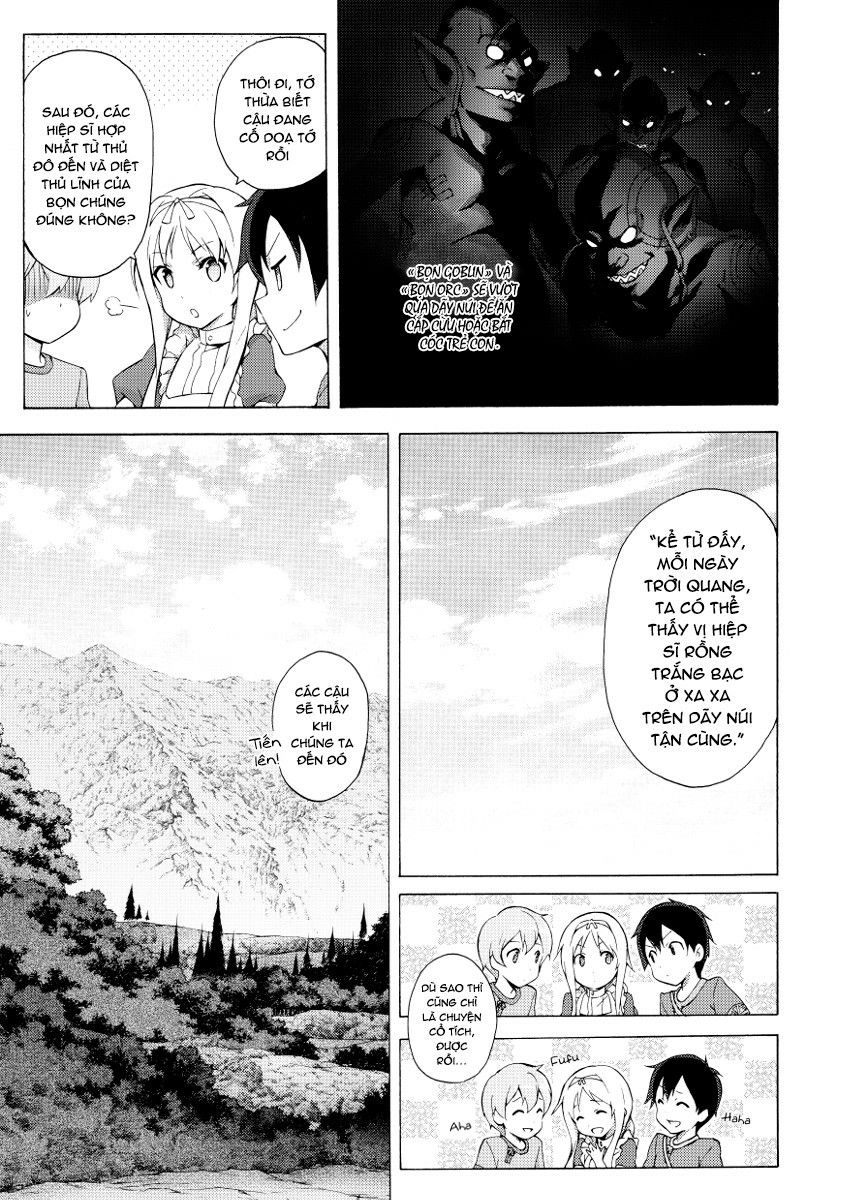 «BỌN GOBLIN» VÀ
«BỌN ORC» SẼ VƯỢT
QUA DÃY NÚI ĐỂ ĂN
CẮP CỪU HOẶC BẮT
CÓC TRẺ CON.
THÔI ĐI, TỚ
THỪA BIẾT
CẬU ĐANG
CỐ DOẠ TỚ
RỒI
SAU ĐÓ, CÁC
HIỆP SĨ HỢP
NHẤT TỪ THỦ
ĐÔ ĐẾN VÀ DIỆT
THỦ LĨNH CỦA
BỌN CHÚNG
ĐÚNG KHÔNG?
“KỂ TỪ ĐẤY,
MỖI NGÀY
TRỜI QUANG,
TA CÓ THỂ
THẤY VỊ HIỆP
SĨ RỒNG
TRẮNG BẠC
Ở XA XA
TRÊN DÃY NÚI
TẬN CÙNG.”
DÙ SAO THÌ
CŨNG CHỈ
LÀ CHUYỆN
CỔ TÍCH,
ĐƯỢC
RỒI...
Fufu
Haha
Aha
CÁC CẬU
SẼ THẤY
KHI
CHÚNG TA
ĐẾN ĐÓ
Tiến
lên!